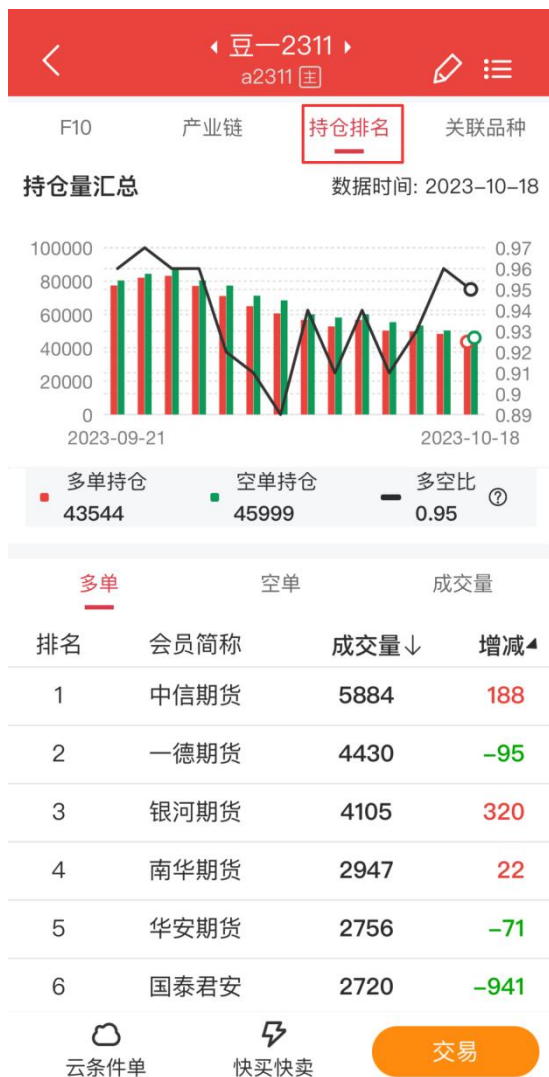 豆一2311
a2311 主
F10 产业链 持仓排名 关联品种
持仓量汇总 数据时间: 2023-10-18
100000 0.97
0.96
80000 0.95
60000 0.94
0.93
40000 0.92
0.91
20000 0.9
0 0.89
2023-09-21 2023-10-18
多单持仓 空单持仓 多空比 ?
43544 45999 0.95
多单 空单 成交量
排名 会员简称 成交量↓ 增减
1 中信期货 5884 188
2 一德期货 4430 -95
3 银河期货 4105 320
4 南华期货 2947 22
5 华安期货 2756 -71
6 国泰君安 2720 -941
云条件单 快买快卖 交易